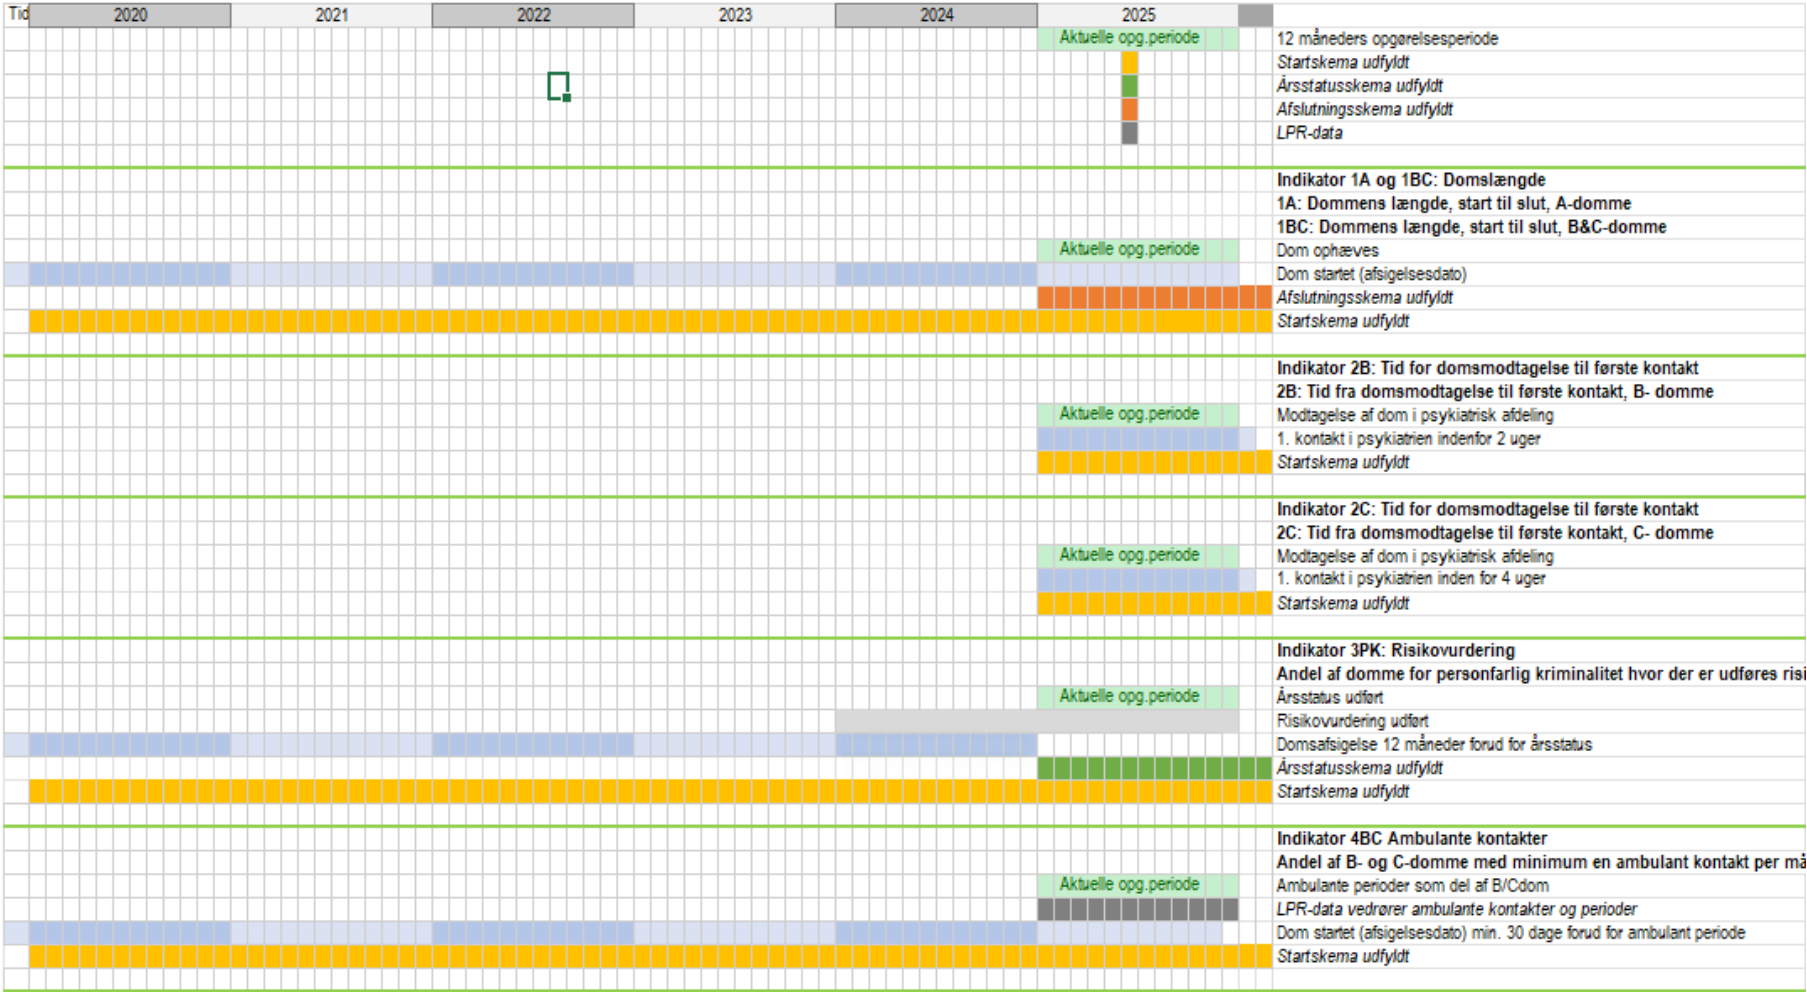 Tid 2020 2021 2022 2023 2024 2025
Aktuelle opg.periode 12 måneders opgørelsesperiode
Startskema udfyldt
Årsstatusskema udfyldt
Afslutningsskema udfyldt
LPR-data
Indikator 1A og 1BC: Domslængde
1A: Dommens længde, start til slut, A-domme
1BC: Dommens længde, start til slut, B&C-domme
Aktuelle opg.periode Dom ophæves
Dom startet (afsigelsesdato)
Afslutningsskema udfyldt
Startskema udfyldt
Indikator 2B: Tid for domsmodtagelse til første kontakt
2B: Tid fra domsmodtagelse til første kontakt, B- domme
Aktuelle opg.periode Modtagelse af dom i psykiatrisk afdeling
1. kontakt i psykiatrien indenfor 2 uger
Startskema udfyldt
Indikator 2C: Tid for domsmodtagelse til første kontakt
2C: Tid fra domsmodtagelse til første kontakt, C- domme
Aktuelle opg.periode Modtagelse af dom i psykiatrisk afdeling
1. kontakt i psykiatrien inden for 4 uger
Startskema udfyldt
Indikator 3PK: Risikovurdering
Andel af domme for personfarlig kriminalitet hvor der er udføres risi
Aktuelle opg.periode Årsstatus udført
Risikovurdering udført
Domsafsigelse 12 måneder forud for årsstatus
Årsstatusskema udfyldt
Startskema udfyldt
Indikator 4BC Ambulante kontakter
Andel af B- og C-domme med minimum en ambulant kontakt per må
Aktuelle opg.periode Ambulante perioder som del af B/Cdom
LPR-data vedrører ambulante kontakter og perioder
Dom startet (afsigelsesdato) min. 30 dage forud for ambulant periode
Startskema udfyldt